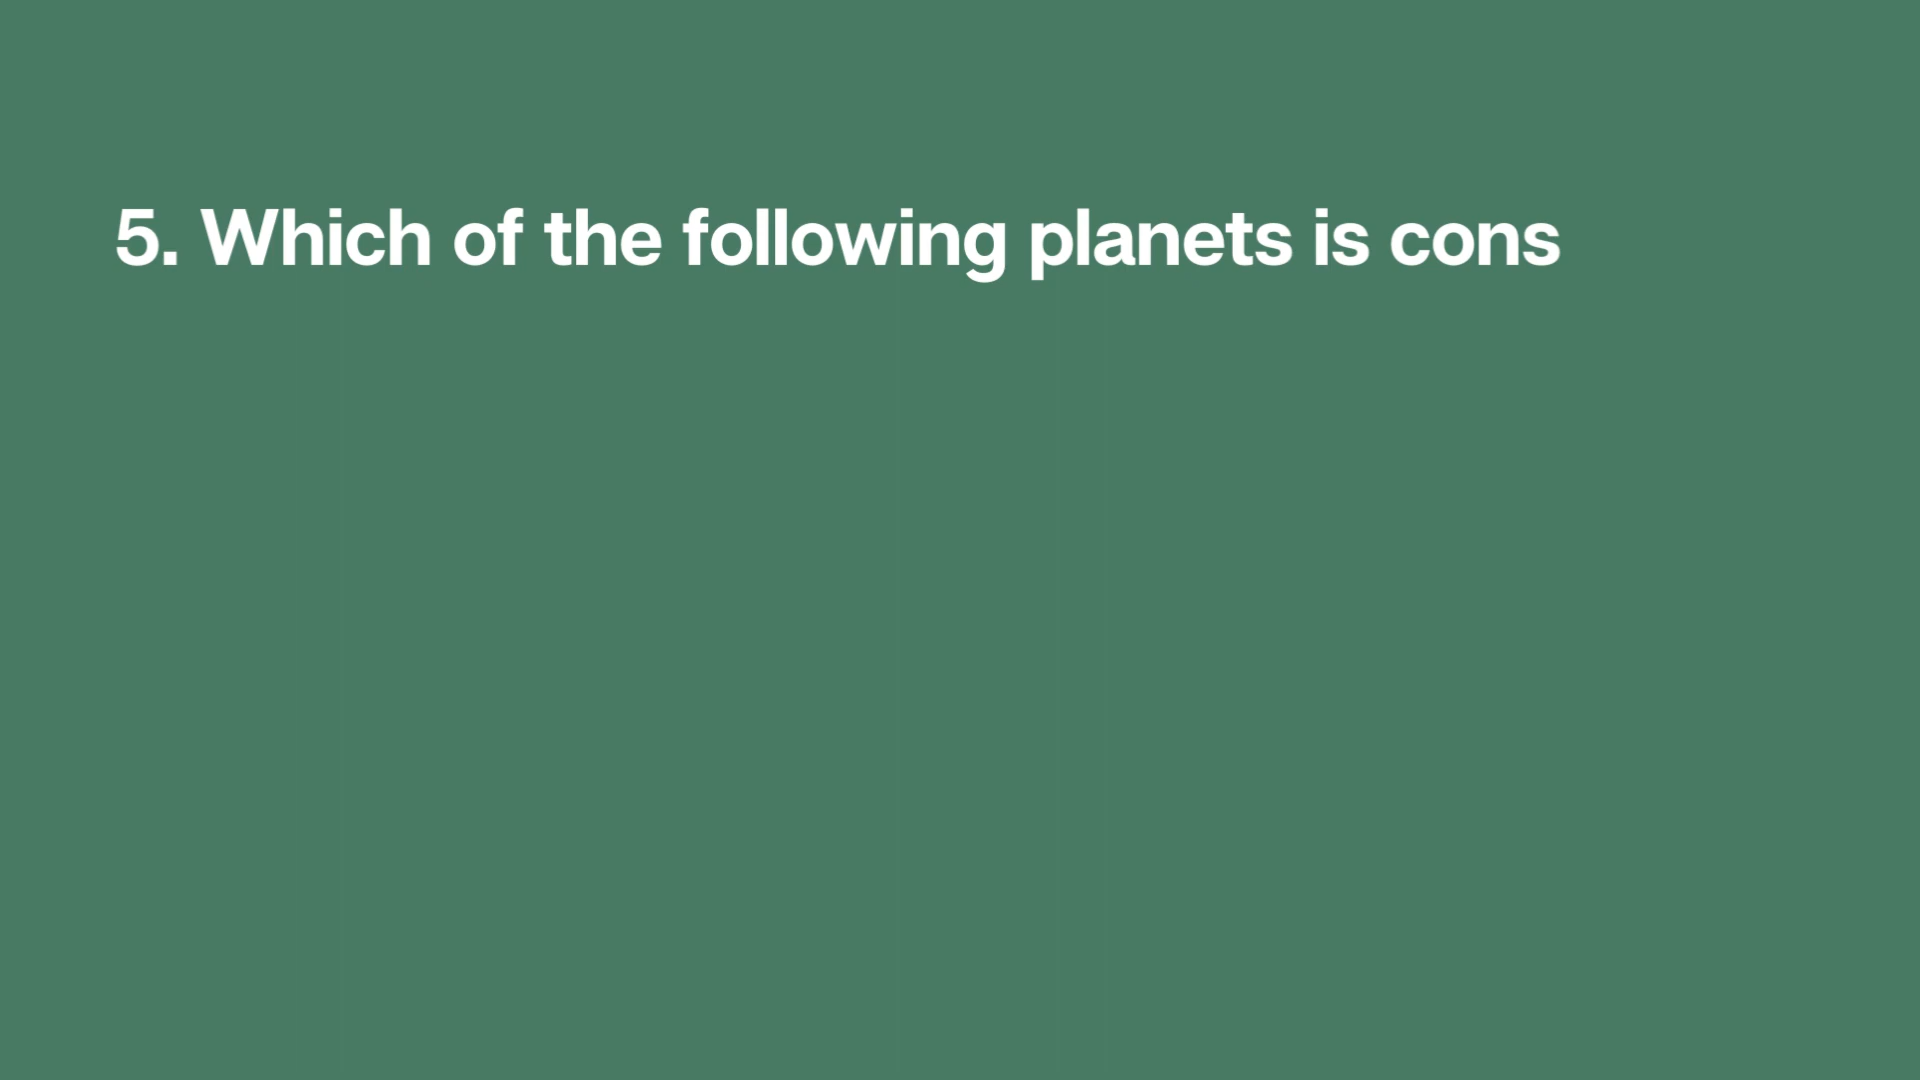 5. Which of the following planets is cons